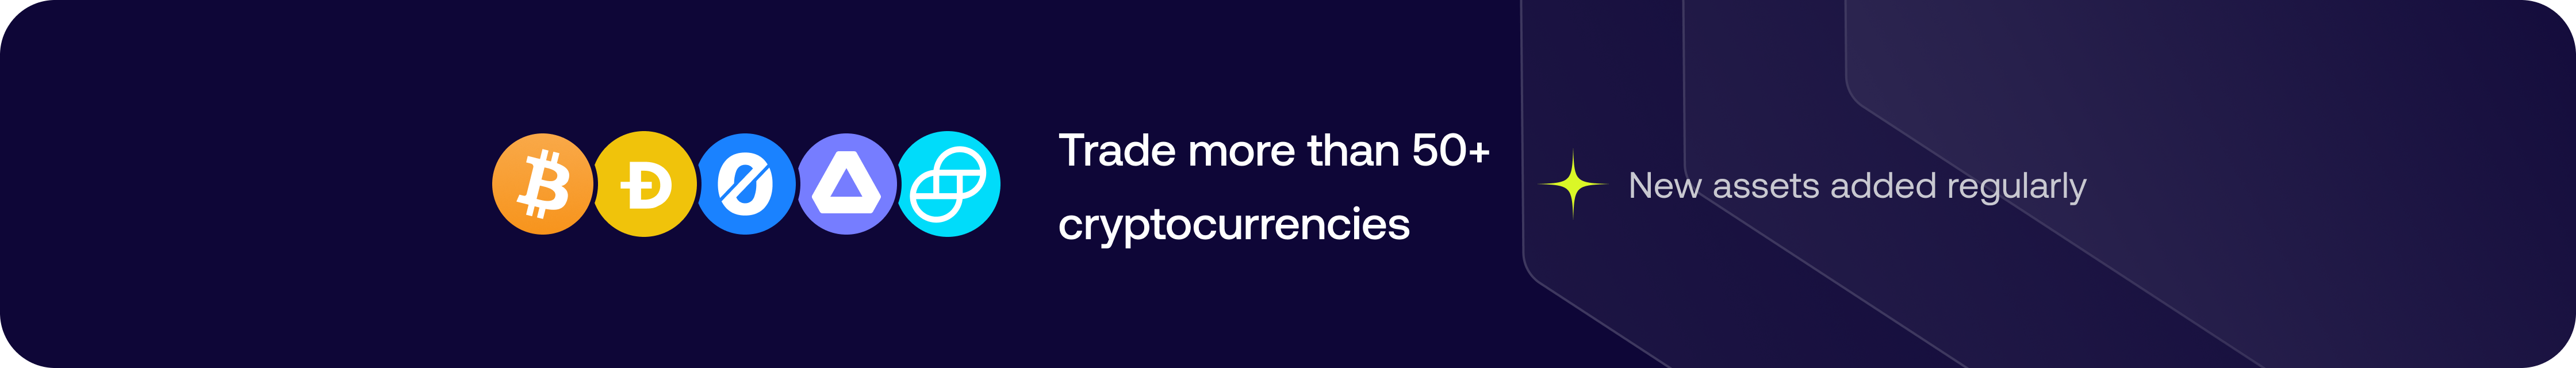 Trade more than 50+
cryptocurrencies
New assets added regularly